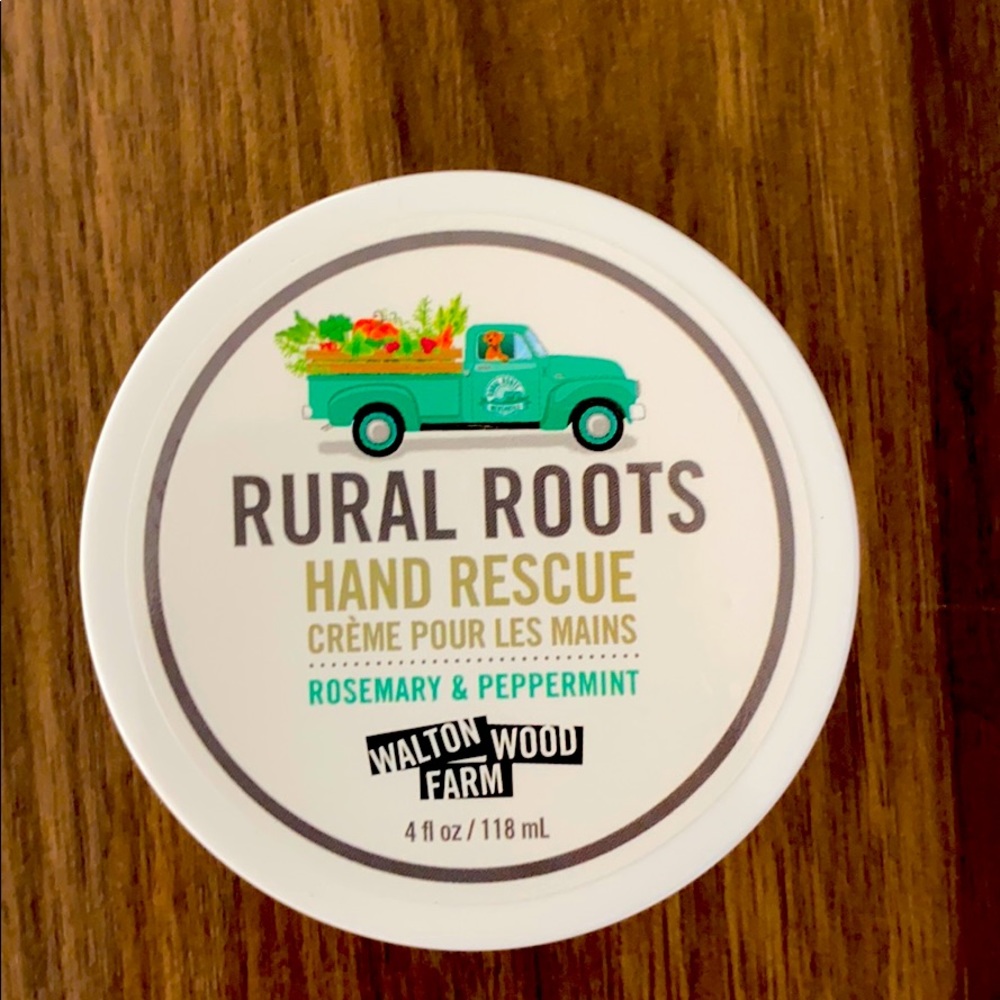 RURAL ROOTS
HAND RESCUE
CRÈME POUR LES MAINS
ROSEMARY & PEPPERMINT
WALTON WOOD
FARM
4 fl oz / 118 mL